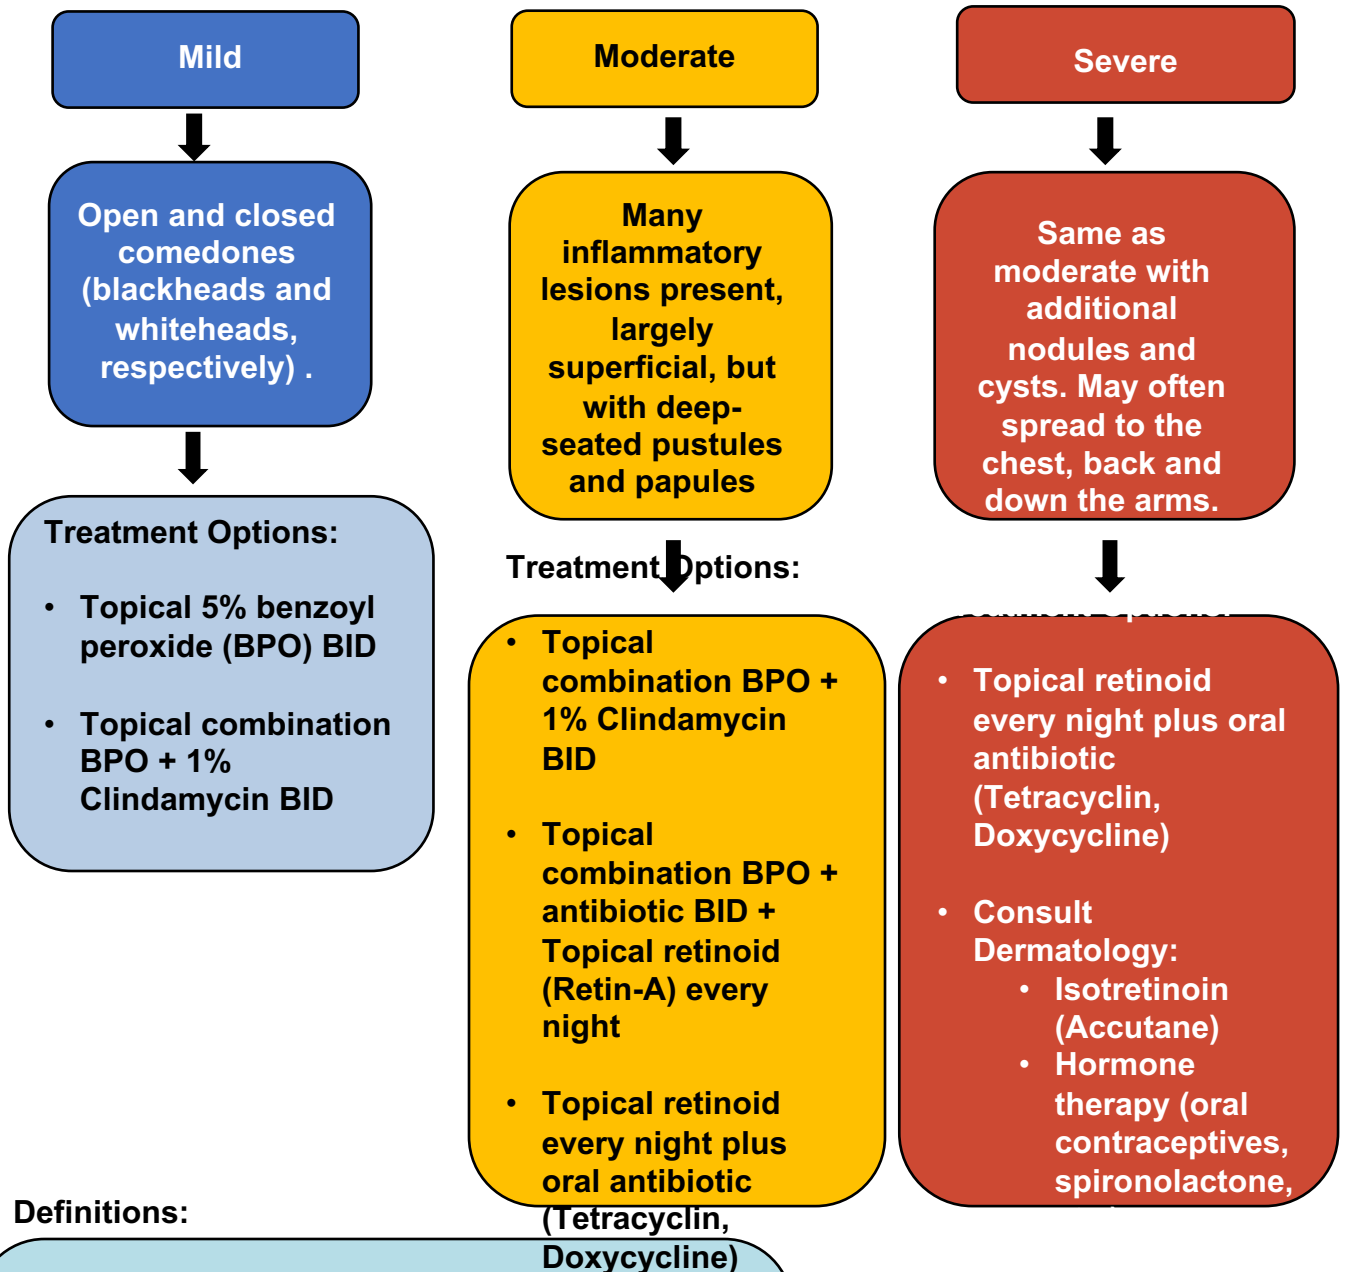 Mild
Open and closed
comedones
(blackheads and
whiteheads,
respectively) .
Treatment Options:
• Topical 5% benzoyl
peroxide (BPO) BID
• Topical combination
BPO + 1%
Clindamycin BID
Moderate
Many
inflammatory
lesions present,
largely
superficial, but
with deep-
seated pustules
and papules
Treatment Options:
• Topical
combination BPO +
1% Clindamycin
BID
• Topical
combination BPO +
antibiotic BID +
Topical retinoid
(Retin-A) every
night
• Topical retinoid
every night plus
oral antibiotic
(Tetracyclin,
Doxycycline)
Severe
Same as
moderate with
additional
nodules and
cysts. May often
spread to the
chest, back and
down the arms.
Treatment Options:
• Topical retinoid
every night plus oral
antibiotic
(Tetracyclin,
Doxycycline)
• Consult
Dermatology:
• Isotretinoin
(Accutane)
• Hormone
therapy (oral
contraceptives,
spironolactone,
Definitions: